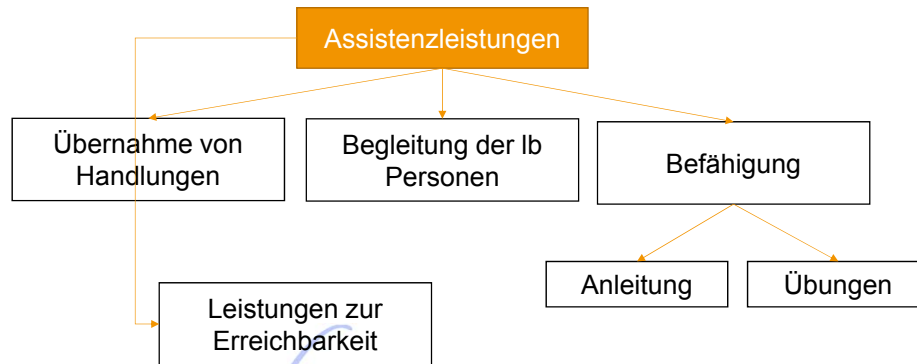 Assistenzleistungen
Übernahme von
Handlungen
Begleitung der lb
Personen
Befähigung
Anleitung
Übungen
Leistungen zur
Erreichbarkeit